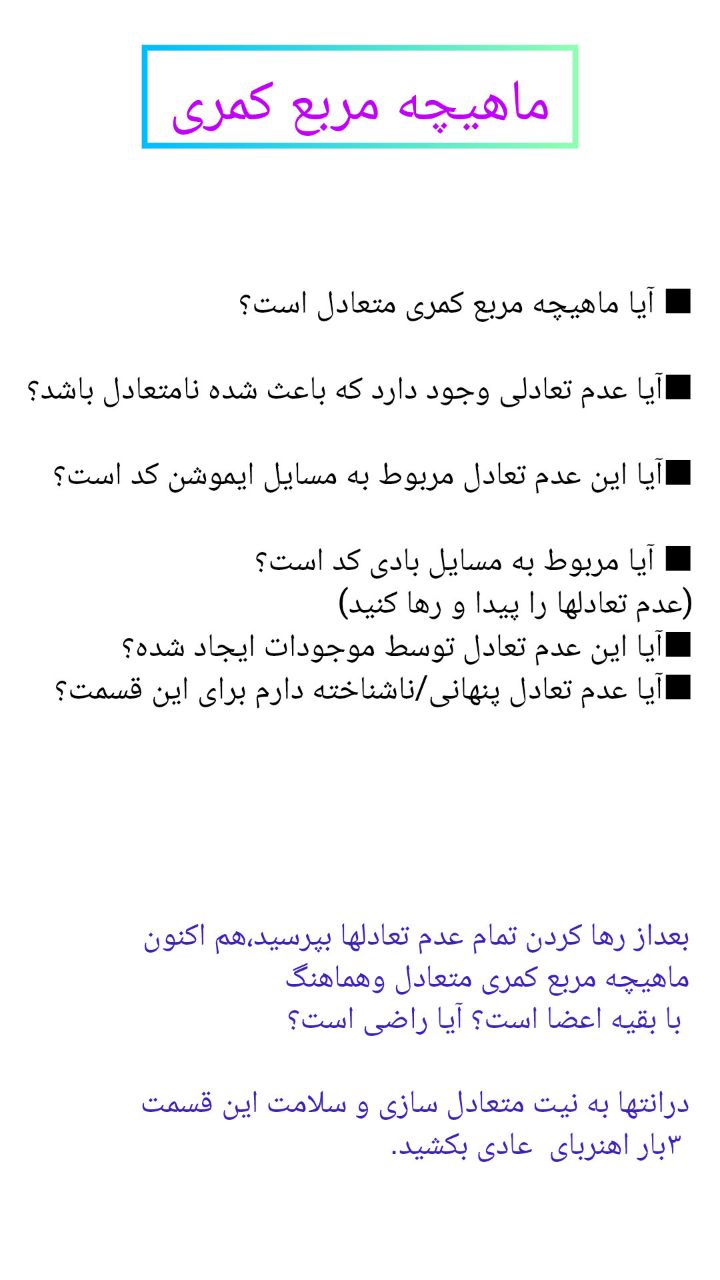 ماهیچه مربع کمری
■ آیا ماهیچه مربع کمری متعادل است؟
■آیا عدم تعادلی وجود دارد که باعث شده نامتعادل باشد؟
■آیا این عدم تعادل مربوط به مسایل ایموشن کد است؟
■ آیا مربوط به مسایل بادی کد است؟
(عدم تعادلها را پیدا و رها کنید)
■آیا این عدم تعادل توسط موجودات ایجاد شده؟
■آیا عدم تعادل پنهانی/ناشناخته دارم برای این قسمت؟
بعداز رها کردن تمام عدم تعادلها بپرسید،هم اکنون
ماهیچه مربع کمری متعادل وهماهنگ
با بقیه اعضا است؟ آیا راضی است؟
درانتها به نیت متعادل سازی و سلامت این قسمت
۳بار اهنربای  عادی بکشید.